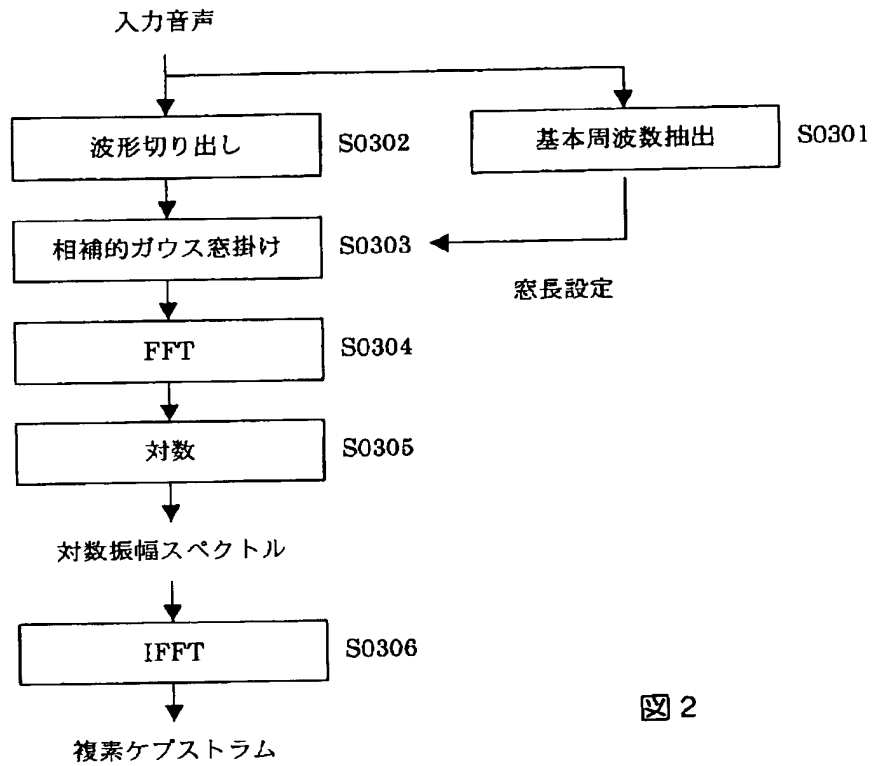 入力音声
波形切り出し
S0302
基本周波数抽出
S0301
相補的ガウス窓掛け
S0303
窓長設定
FFT
S0304
対数
S0305
対数振幅スペクトル
IFFT
S0306
図2
複素ケプストラム